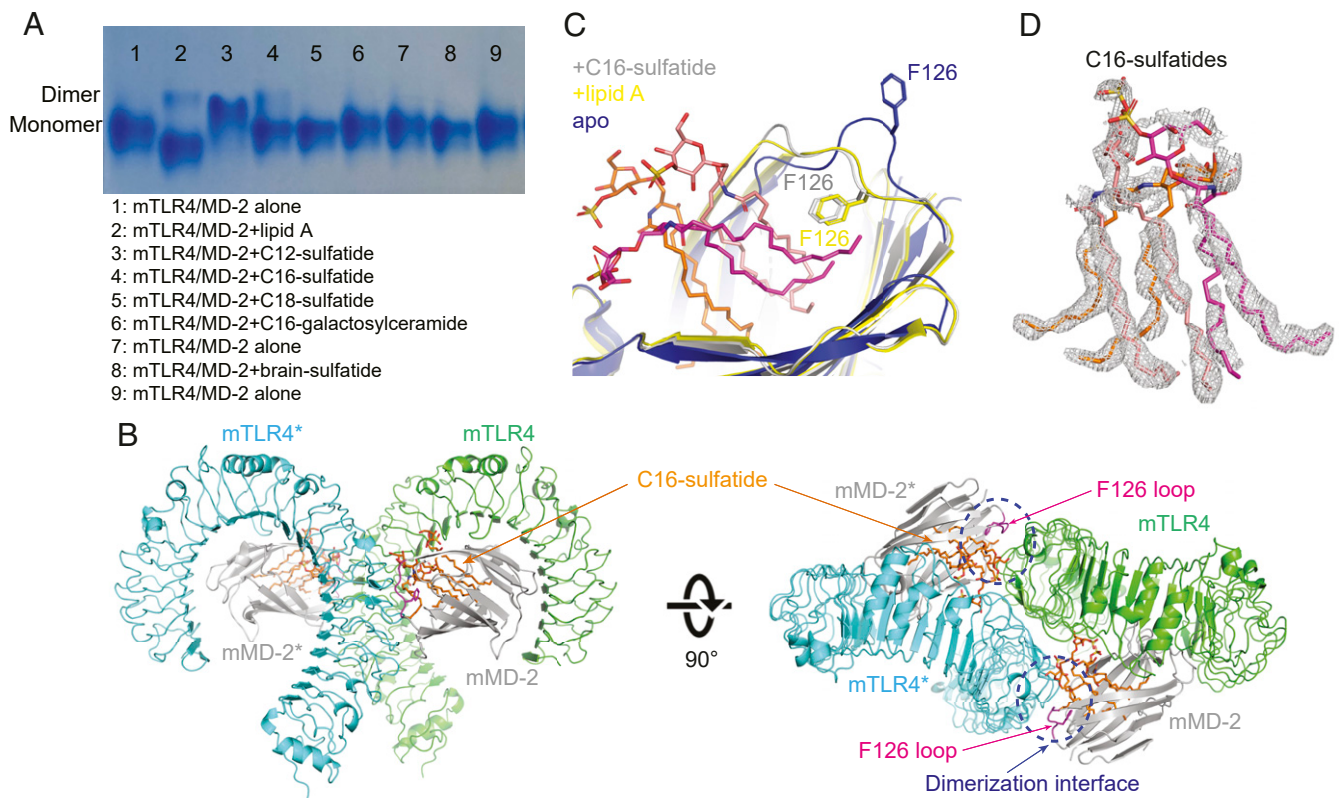 A
1 2 3 4 5 6 7 8 9
Dimer
Monomer
1: mTLR4/MD-2 alone
2: mTLR4/MD-2+lipid A
3: mTLR4/MD-2+C12-sulfatide
4: mTLR4/MD-2+C16-sulfatide
5: mTLR4/MD-2+C18-sulfatide
6: mTLR4/MD-2+C16-galactosylceramide
7: mTLR4/MD-2 alone
8: mTLR4/MD-2+brain-sulfatide
9: mTLR4/MD-2 alone
C
+C16-sulfatide
+lipid A
apo
F126
F126
F126
D
C16-sulfatides
B
mTLR4*
mTLR4
C16-sulfatide
mMD-2*
mMD-2
90°
mMD-2*
F126 loop
mTLR4
mTLR4*
mMD-2
F126 loop
Dimerization interface